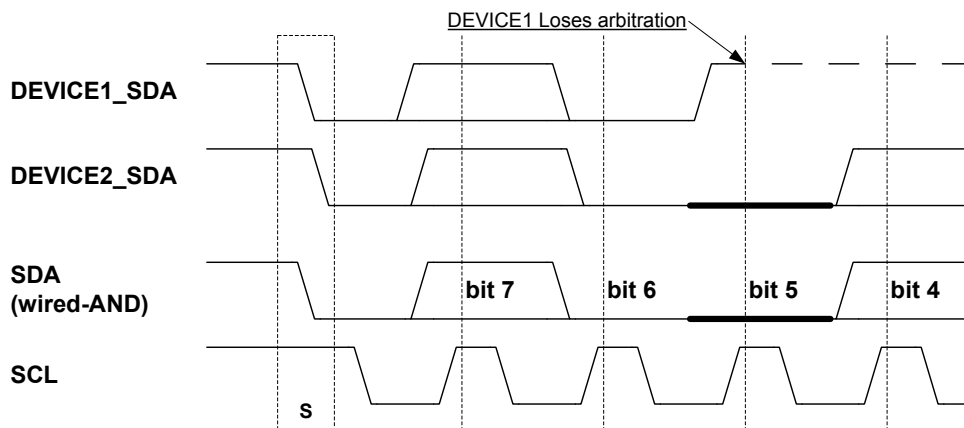 DEVICE1 Loses arbitration
DEVICE1_SDA
DEVICE2_SDA
SDA
(wired-AND)
bit 7 bit 6 bit 5 bit 4
SCL
S